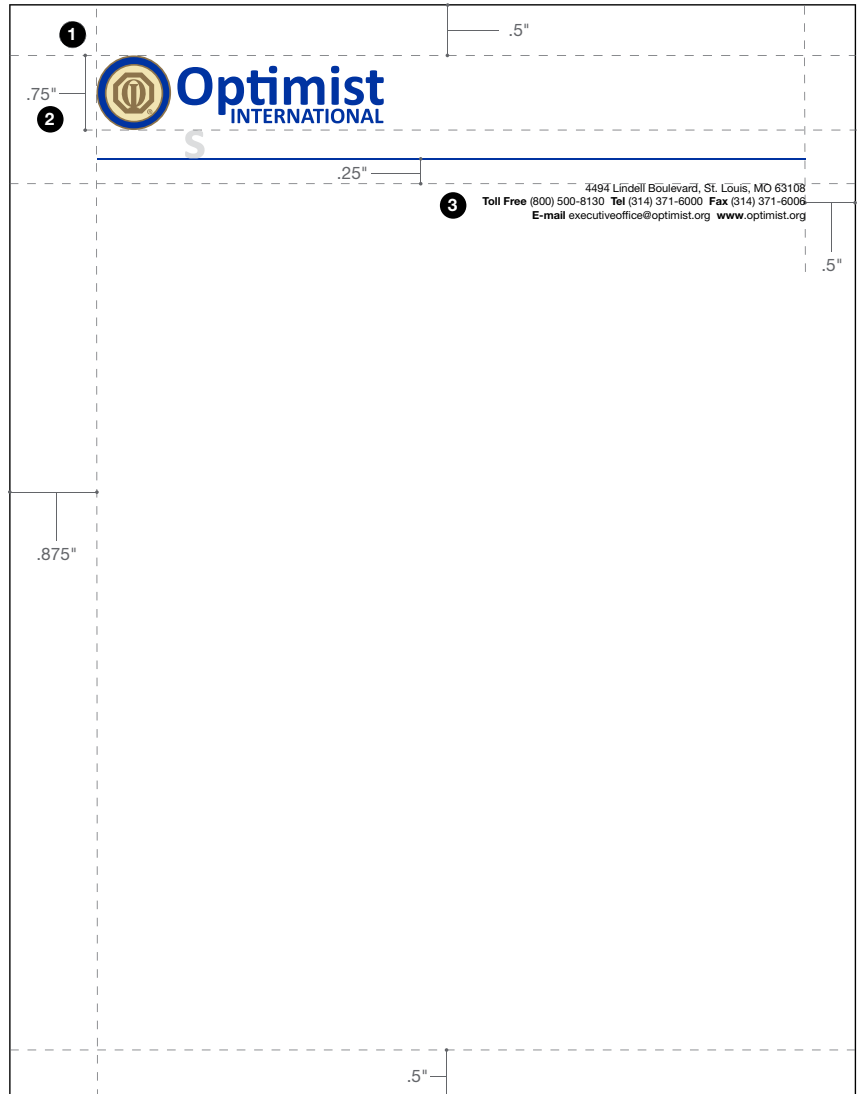 1
.5"
.75"
2
Optimist
INTERNATIONAL
S
.25"
3
4494 Lindell Boulevard, St. Louis, MO 63108
Toll Free (800) 500-8130 Tel (314) 371-6000 Fax (314) 371-6006
E-mail executiveoffice@optimist.org www.optimist.org
.5"
.875"
.5"